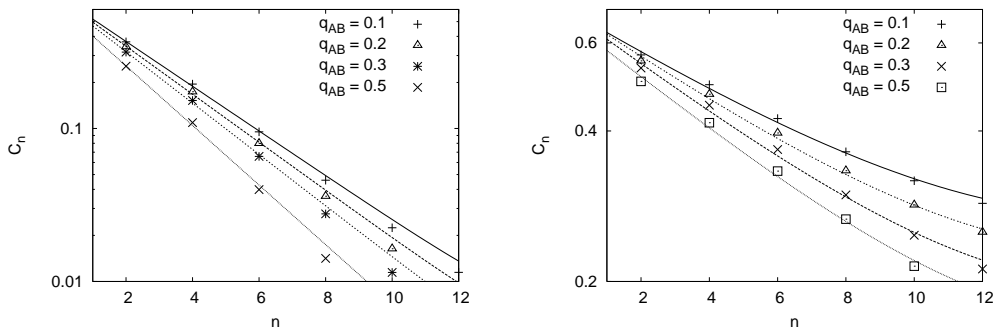 q_AB = 0.1
q_AB = 0.2
q_AB = 0.3
q_AB = 0.5
0.1
0.01
C_n
2 4 6 8 10 12
n
q_AB = 0.1
q_AB = 0.2
q_AB = 0.3
q_AB = 0.5
0.6
0.4
0.2
C_n
2 4 6 8 10 12
n